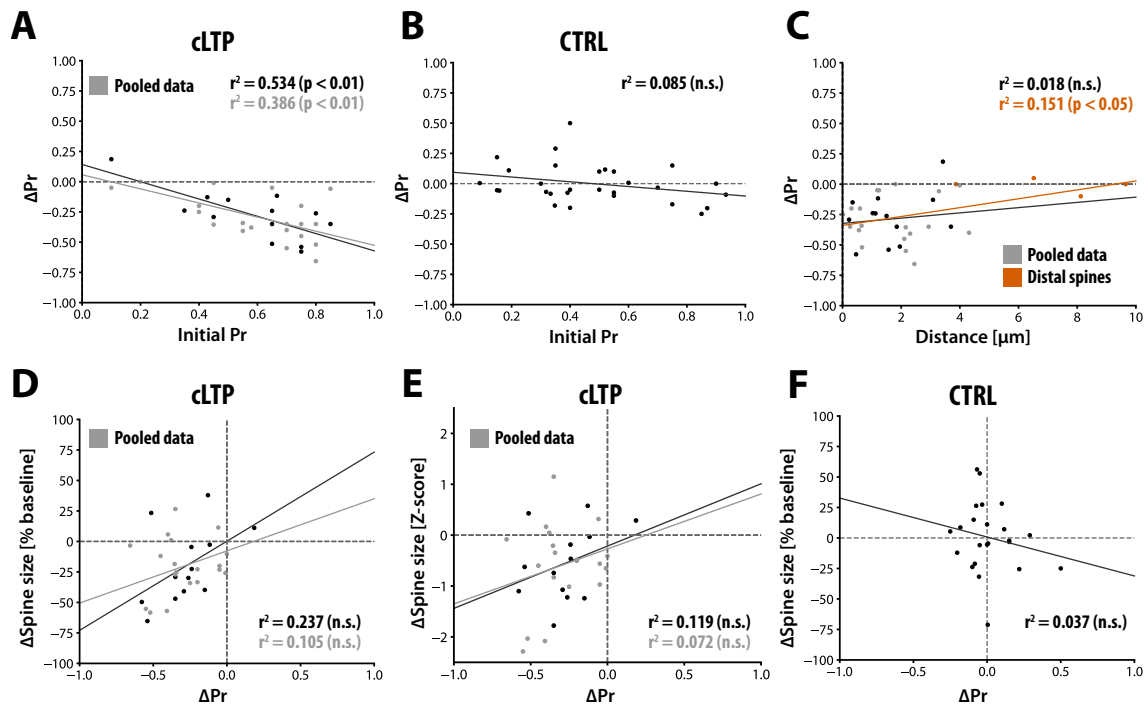 A
cLTP
Pooled data
r² = 0.534 (p < 0.01)
r² = 0.386 (p < 0.01)
ΔPr
1.00
0.75
0.50
0.25
0.00
−0.25
−0.50
−0.75
−1.00
0.0 0.2 0.4 0.6 0.8 1.0
Initial Pr
B
CTRL
r² = 0.085 (n.s.)
ΔPr
1.00
0.75
0.50
0.25
0.00
−0.25
−0.50
−0.75
−1.00
0.0 0.2 0.4 0.6 0.8 1.0
Initial Pr
C
r² = 0.018 (n.s.)
r² = 0.151 (p < 0.05)
ΔPr
1.00
0.75
0.50
0.25
0.00
−0.25
−0.50
−0.75
−1.00
Pooled data
Distal spines
0 2 4 6 8 10
Distance [µm]
D
cLTP
Pooled data
ΔSpine size [% baseline]
100
75
50
25
0
−25
−50
−75
−100
r² = 0.237 (n.s.)
r² = 0.105 (n.s.)
−1.0 −0.5 0.0 0.5 1.0
ΔPr
E
cLTP
Pooled data
ΔSpine size [Z-score]
2
1
0
−1
−2
r² = 0.119 (n.s.)
r² = 0.072 (n.s.)
−1.0 −0.5 0.0 0.5 1.0
ΔPr
F
CTRL
ΔSpine size [% baseline]
100
75
50
25
0
−25
−50
−75
−100
r² = 0.037 (n.s.)
−1.0 −0.5 0.0 0.5 1.0
ΔPr